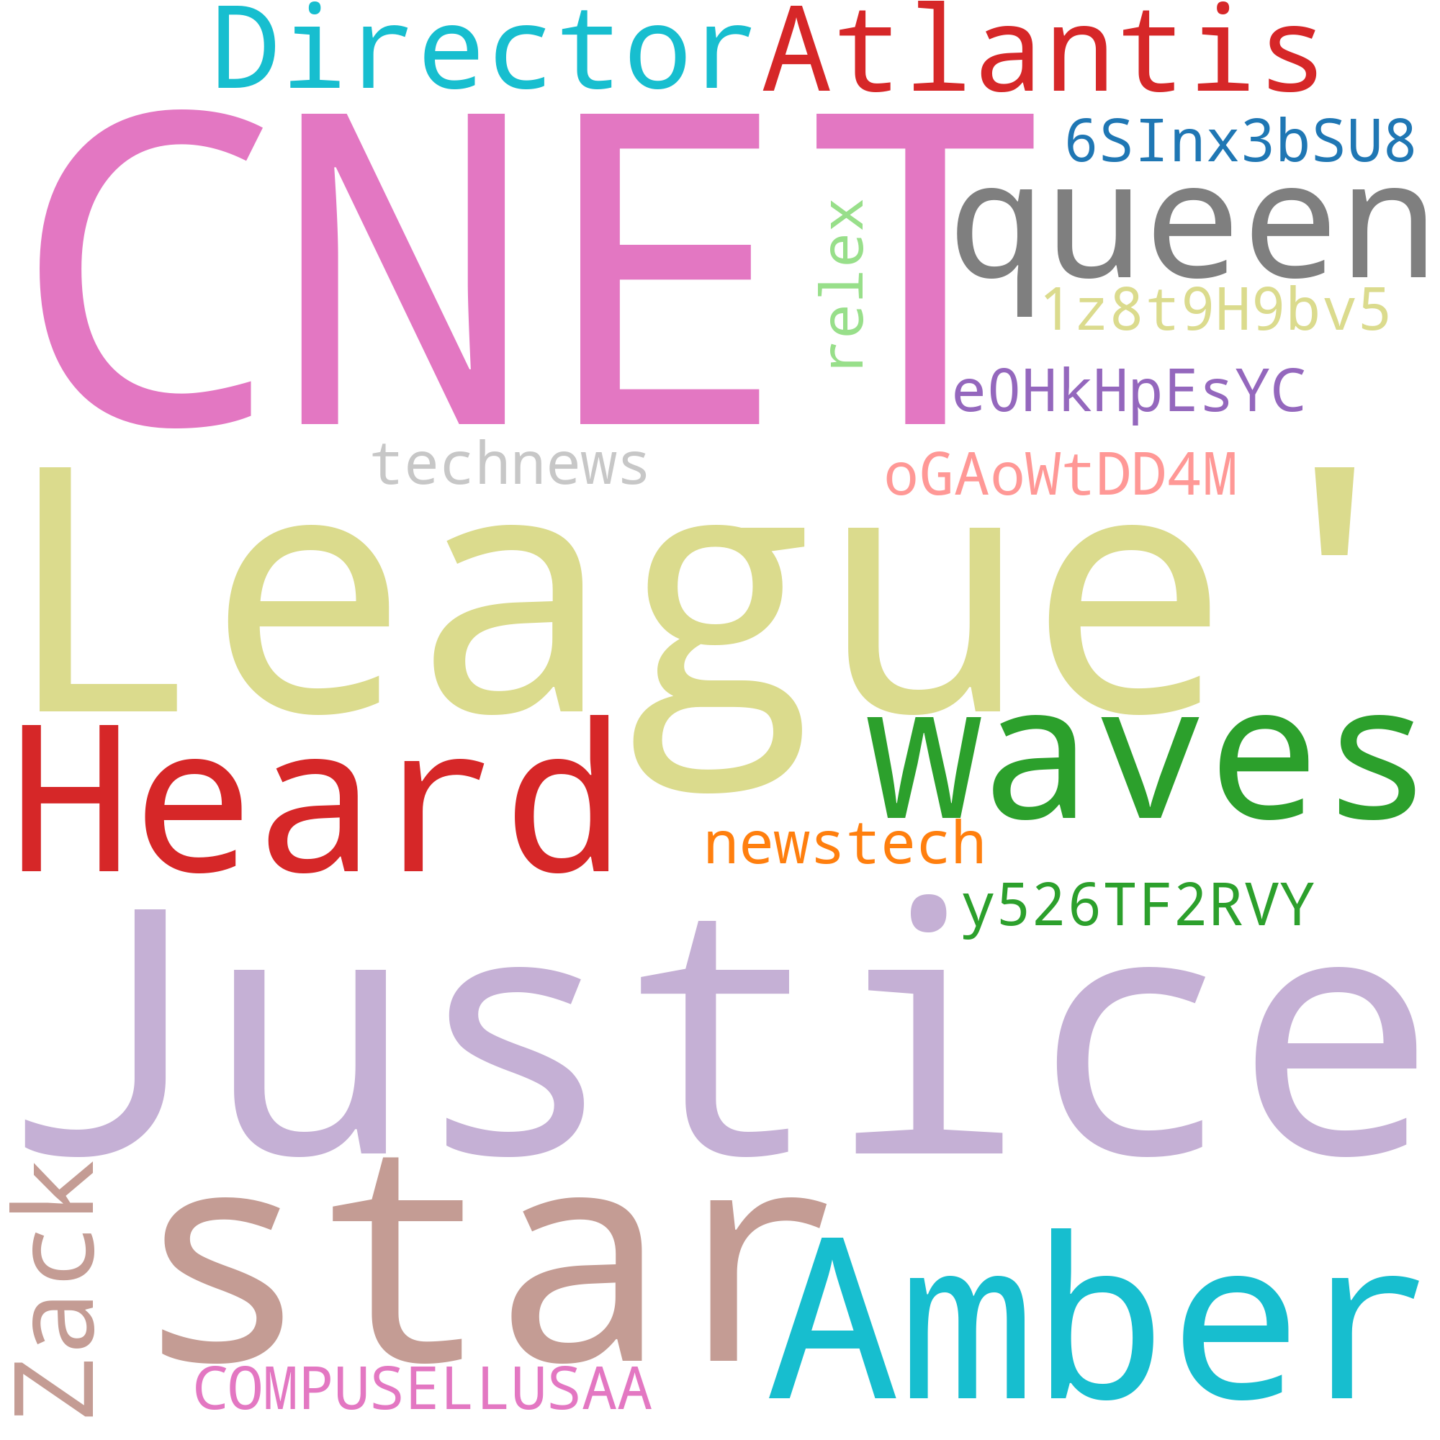 Director Atlantis
CNET
6SInx3bSU8
queen
relex
1z8t9H9bv5
e0HkHpEsYC
technews
oGAoWtDD4M
League'
Heard
waves
newstech
y526TF2RVY
Justice
Zack
star
Amber
COMPUSELLUSAA